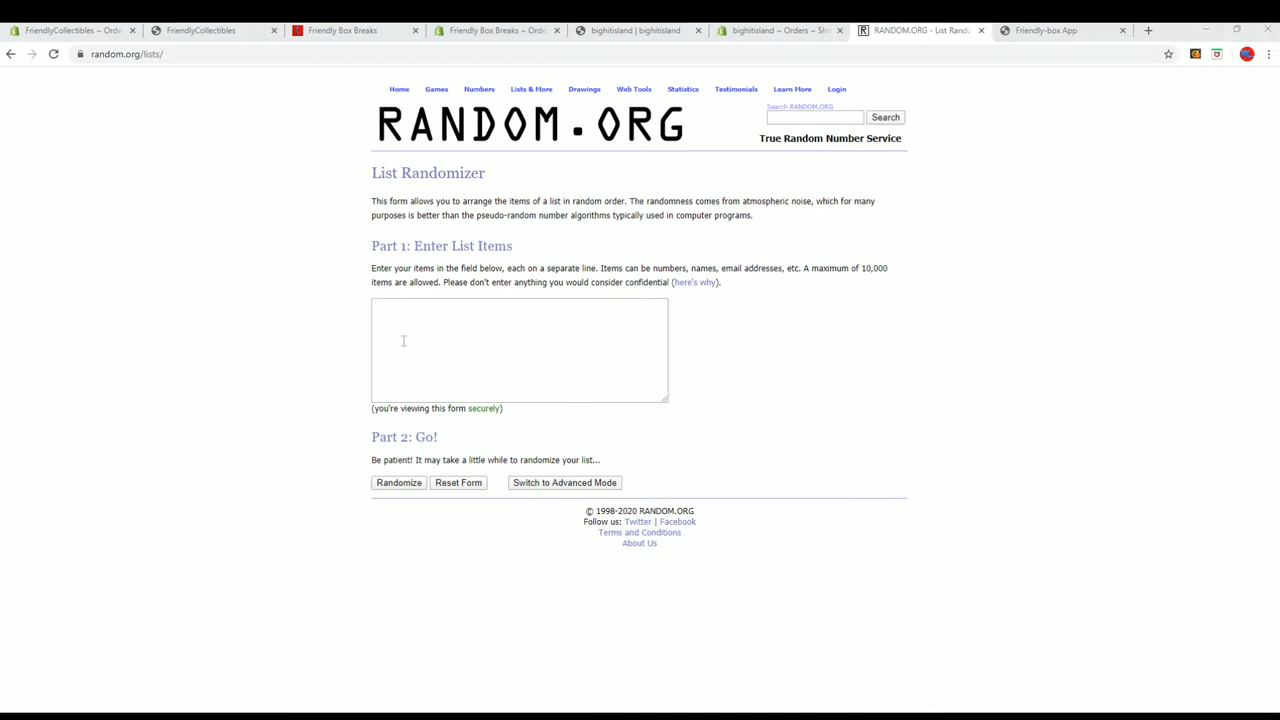 FriendlyCollectibles ~ Orde
FriendlyCollectibles
Friendly Box Breaks
Friendly Box Breaks ~ Orde
bighitisland | bighitisland
bighitisland ~ Orders ~ Sh
RANDOM.ORG - List Rand
Friendly-box App
random.org/lists/
Home Games Numbers Lists & More Drawings Web Tools Statistics Testimonials Learn More Login
RANDOM.ORG
Search RANDOM.ORG
Search
True Random Number Service
List Randomizer
This form allows you to arrange the items of a list in random order. The randomness comes from atmospheric noise, which for many
purposes is better than the pseudo-random number algorithms typically used in computer programs.
Part 1: Enter List Items
Enter your items in the field below, each on a separate line. Items can be numbers, names, email addresses, etc. A maximum of 10,000
items are allowed. Please don't enter anything you would consider confidential (here's why).
(you're viewing this form securely)
Part 2: Go!
Be patient! It may take a little while to randomize your list...
Randomize Reset Form Switch to Advanced Mode
© 1998-2020 RANDOM.ORG
Follow us: Twitter | Facebook
Terms and Conditions
About Us